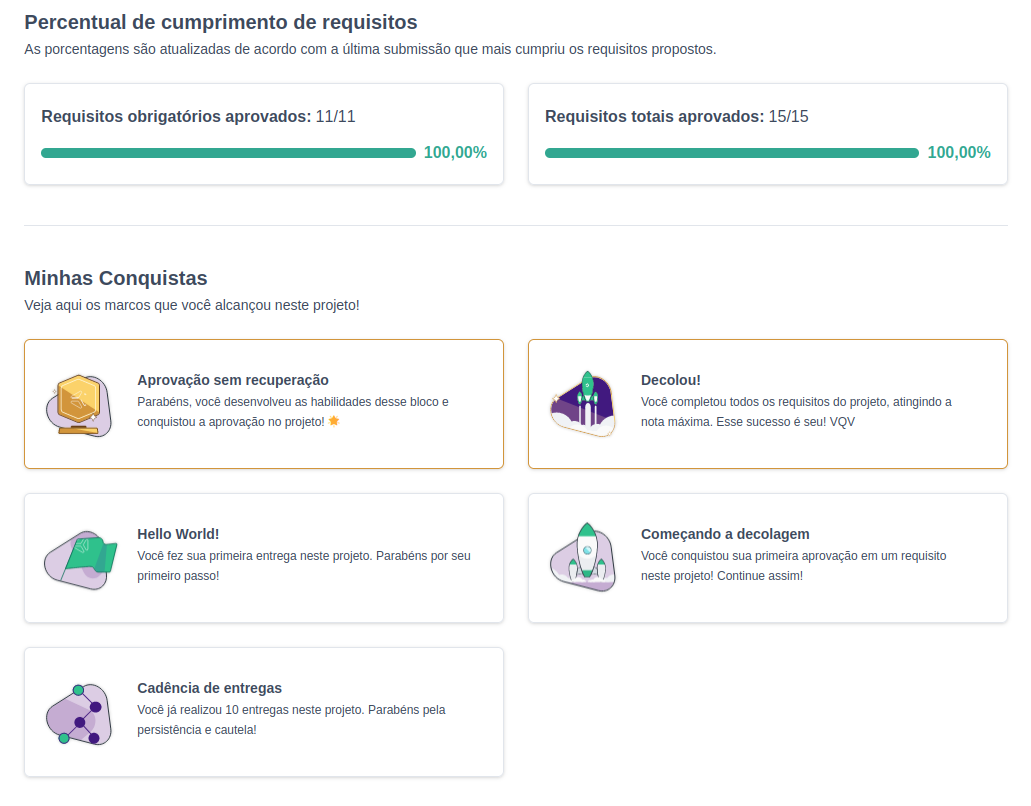 Percentual de cumprimento de requisitos
As porcentagens são atualizadas de acordo com a última submissão que mais cumpriu os requisitos propostos.
Requisitos obrigatórios aprovados: 11/11
100,00%
Requisitos totais aprovados: 15/15
100,00%
Minhas Conquistas
Veja aqui os marcos que você alcançou neste projeto!
Aprovação sem recuperação
Parabéns, você desenvolveu as habilidades desse bloco e
conquistou a aprovação no projeto! 🌟
Decolou!
Você completou todos os requisitos do projeto, atingindo a
nota máxima. Esse sucesso é seu! VQV
Hello World!
Você fez sua primeira entrega neste projeto. Parabéns por seu
primeiro passo!
Começando a decolagem
Você conquistou sua primeira aprovação em um requisito
neste projeto! Continue assim!
Cadência de entregas
Você já realizou 10 entregas neste projeto. Parabéns pela
persistência e cautela!